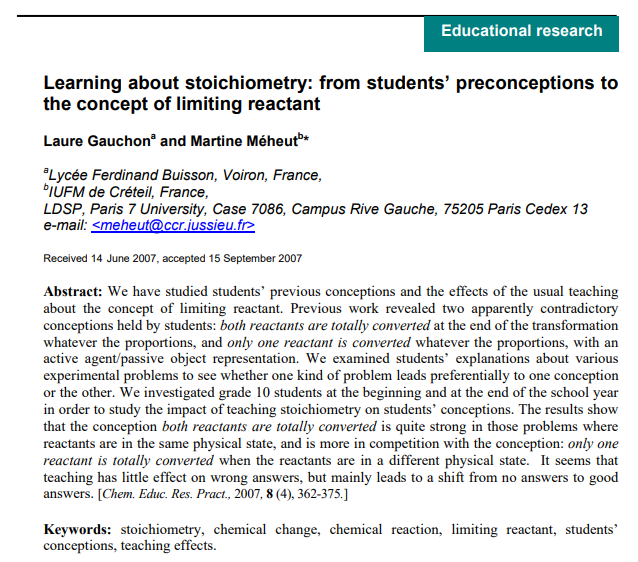 Educational research
Learning about stoichiometry: from students’ preconceptions to
the concept of limiting reactant
Laure Gauchonᵃ and Martine Méheutᵇ*
ᵃLycée Ferdinand Buisson, Voiron, France,
ᵇIUFM de Créteil, France,
LDSP, Paris 7 University, Case 7086, Campus Rive Gauche, 75205 Paris Cedex 13
e-mail: <meheut@ccr.jussieu.fr>
Received 14 June 2007, accepted 15 September 2007
Abstract: We have studied students’ previous conceptions and the effects of the usual teaching
about the concept of limiting reactant. Previous work revealed two apparently contradictory
conceptions held by students: both reactants are totally converted at the end of the transformation
whatever the proportions, and only one reactant is converted whatever the proportions, with an
active agent/passive object representation. We examined students’ explanations about various
experimental problems to see whether one kind of problem leads preferentially to one conception
or the other. We investigated grade 10 students at the beginning and at the end of the school year
in order to study the impact of teaching stoichiometry on students’ conceptions. The results show
that the conception both reactants are totally converted is quite strong in those problems where
reactants are in the same physical state, and is more in competition with the conception: only one
reactant is totally converted when the reactants are in a different physical state. It seems that
teaching has little effect on wrong answers, but mainly leads to a shift from no answers to good
answers. [Chem. Educ. Res. Pract., 2007, 8 (4), 362-375.]
Keywords: stoichiometry, chemical change, chemical reaction, limiting reactant, students’
conceptions, teaching effects.